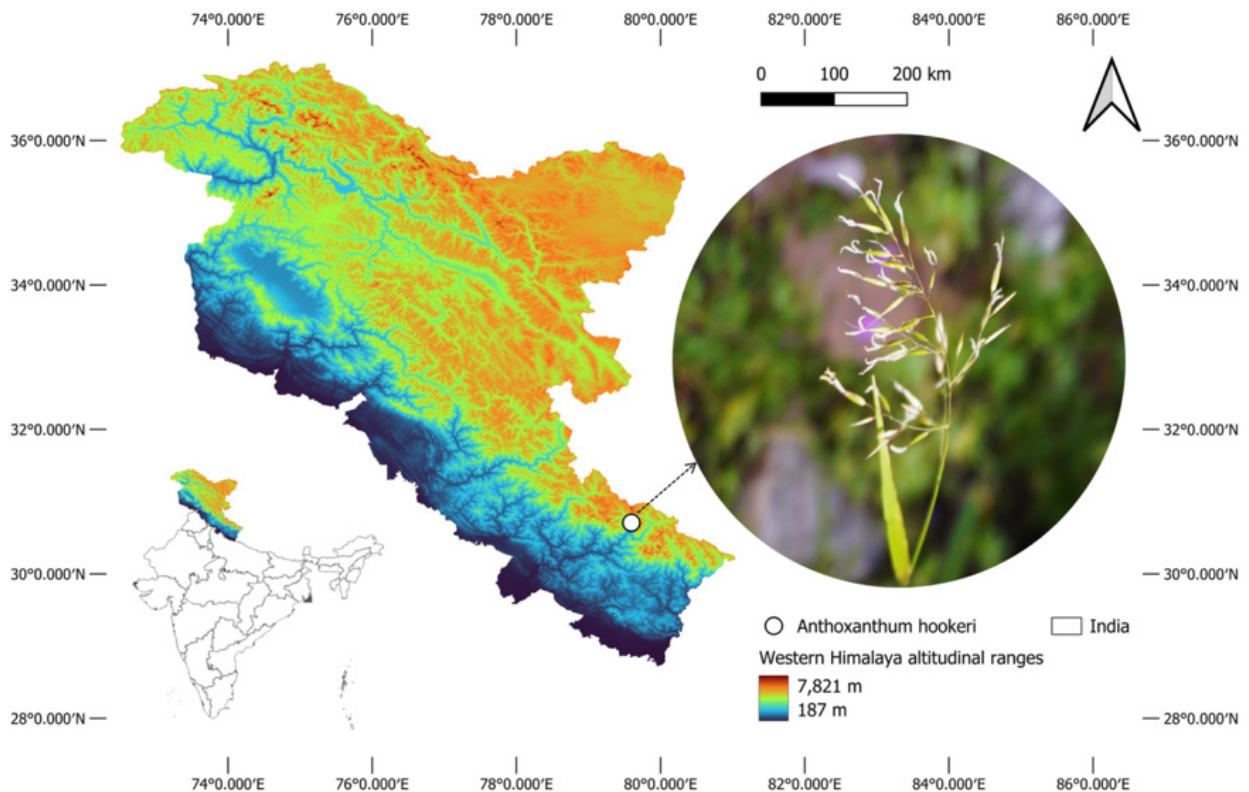 74°0.000′E 76°0.000′E 78°0.000′E 80°0.000′E 82°0.000′E 84°0.000′E 86°0.000′E
0 100 200 km
36°0.000′N 36°0.000′N
34°0.000′N 34°0.000′N
32°0.000′N 32°0.000′N
30°0.000′N 30°0.000′N
Anthoxanthum hookeri India
Western Himalaya altitudinal ranges
7,821 m
187 m
28°0.000′N 28°0.000′N
74°0.000′E 76°0.000′E 78°0.000′E 80°0.000′E 82°0.000′E 84°0.000′E 86°0.000′E